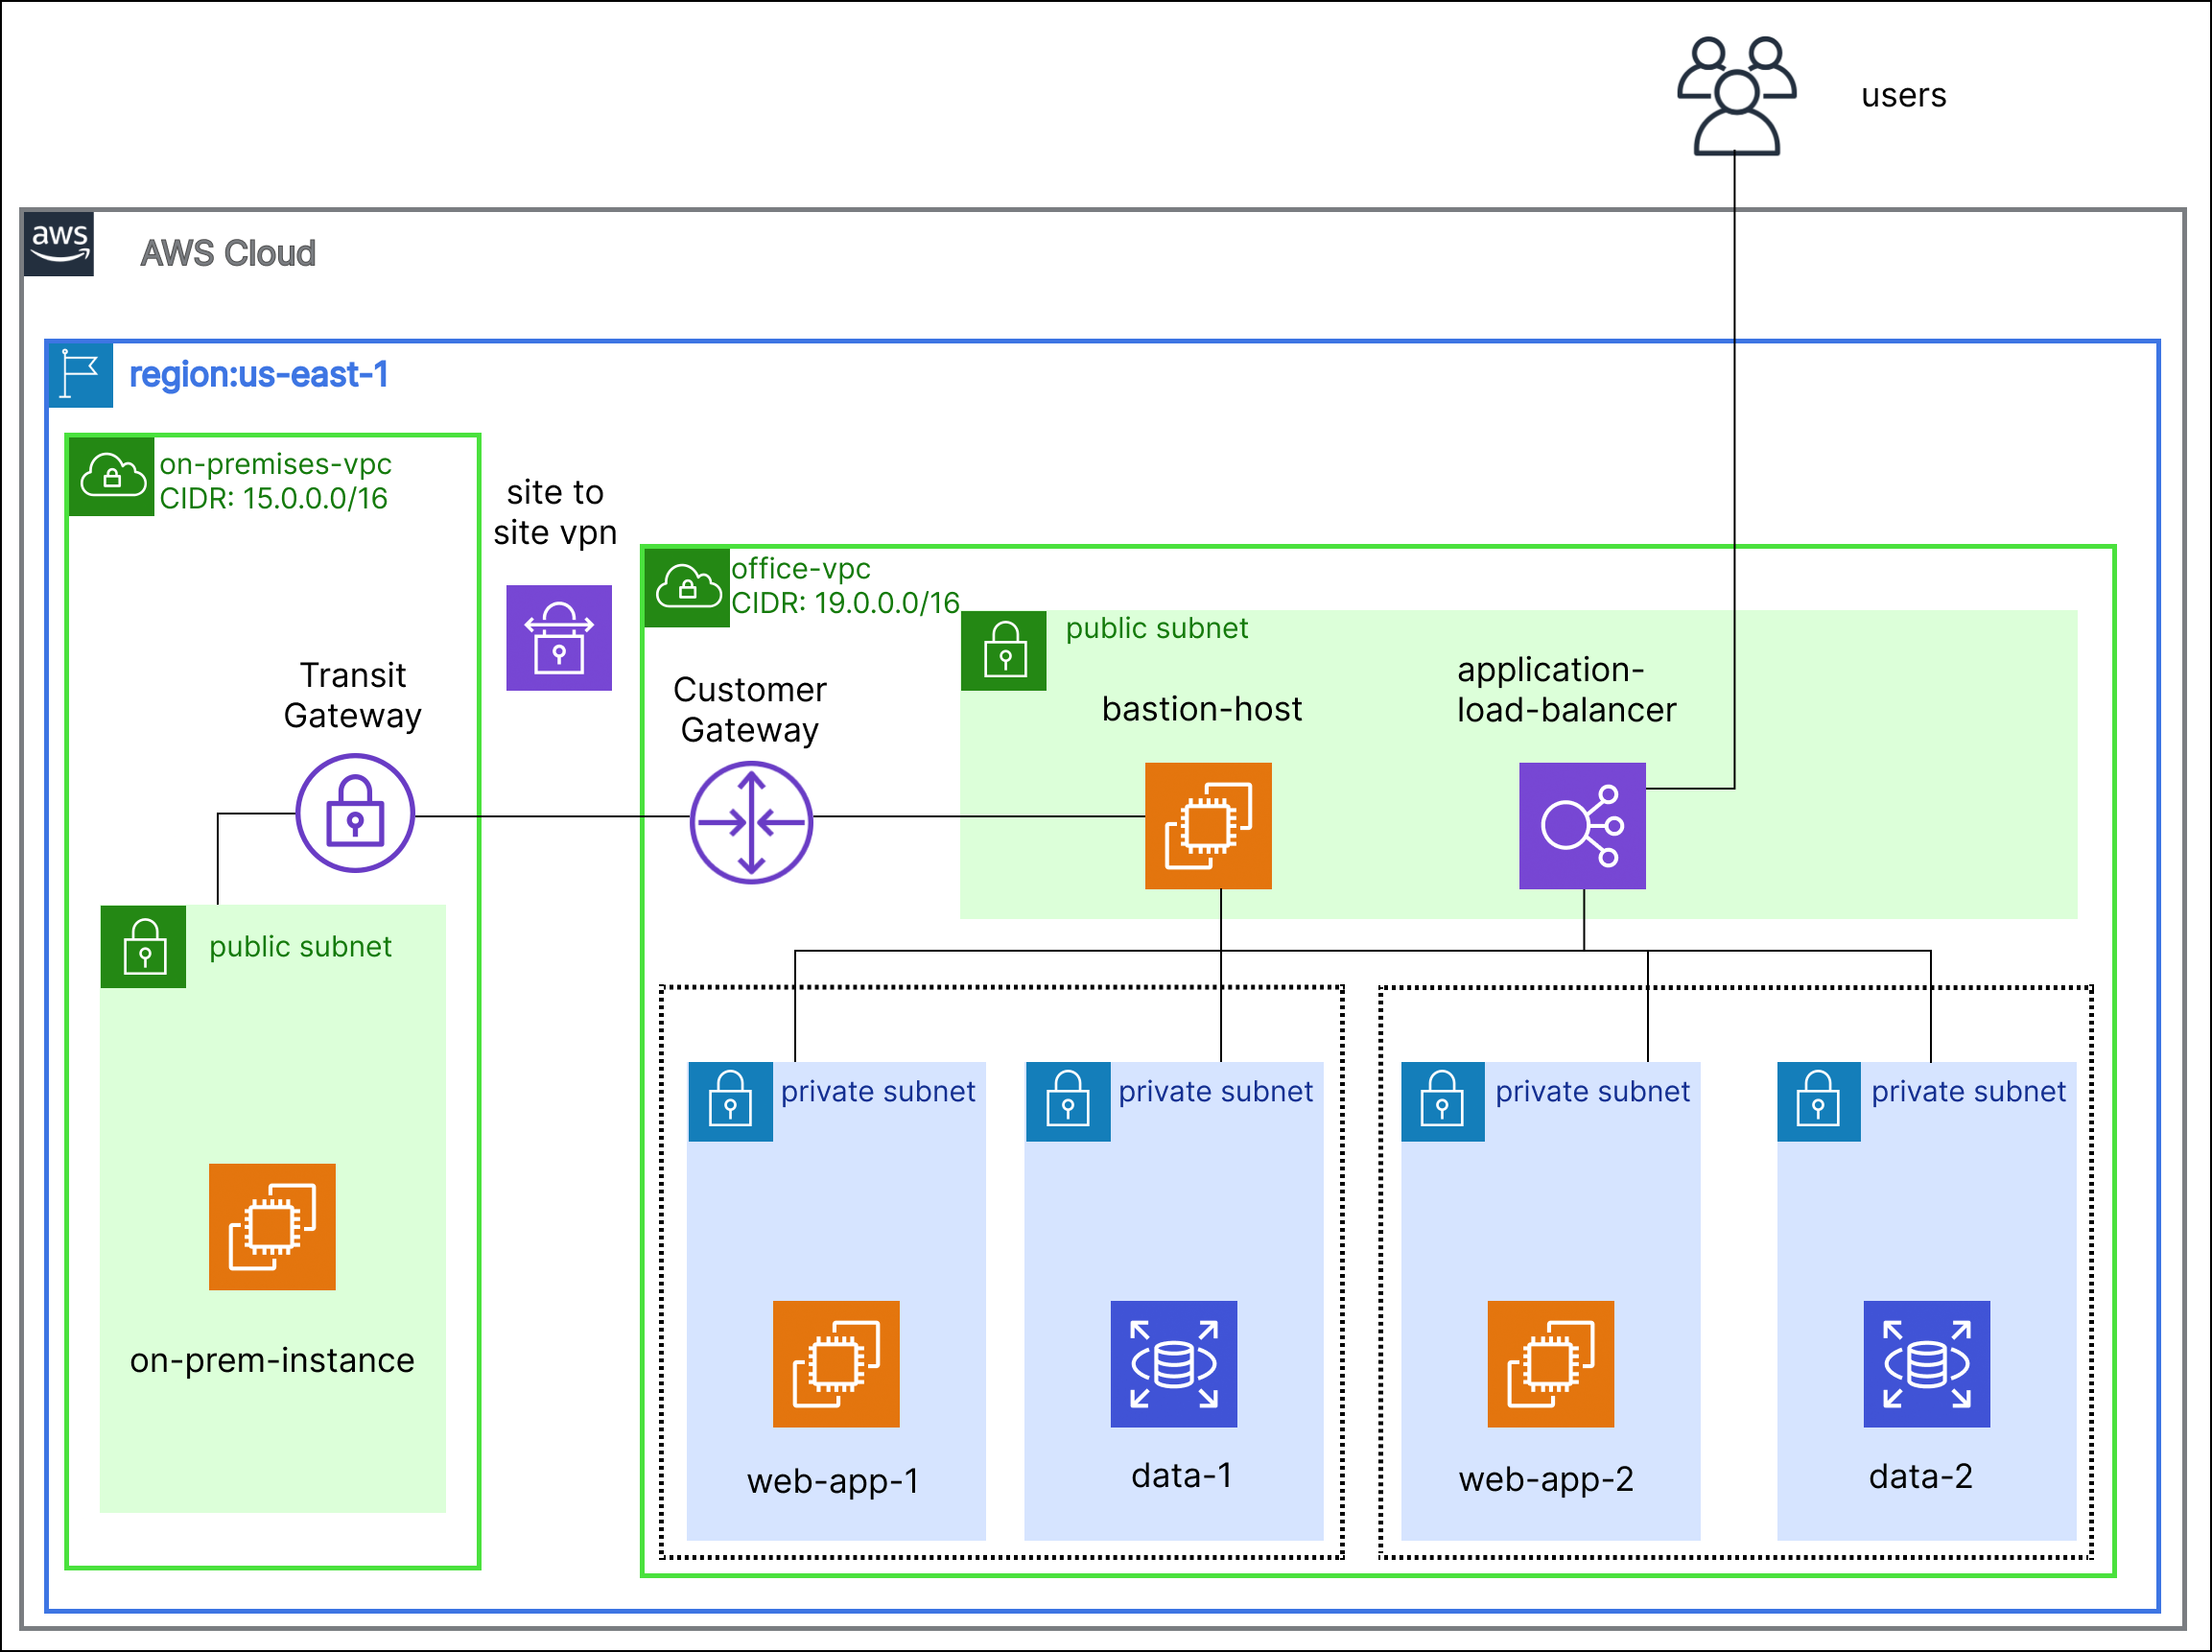 users
aws
AWS Cloud
region:us-east-1
on-premises-vpc
CIDR: 15.0.0.0/16
site to
site vpn
office-vpc
CIDR: 19.0.0.0/16
public subnet
Transit
Gateway
Customer
Gateway
bastion-host
application-
load-balancer
public subnet
private subnet
private subnet
private subnet
private subnet
on-prem-instance
web-app-1
data-1
web-app-2
data-2